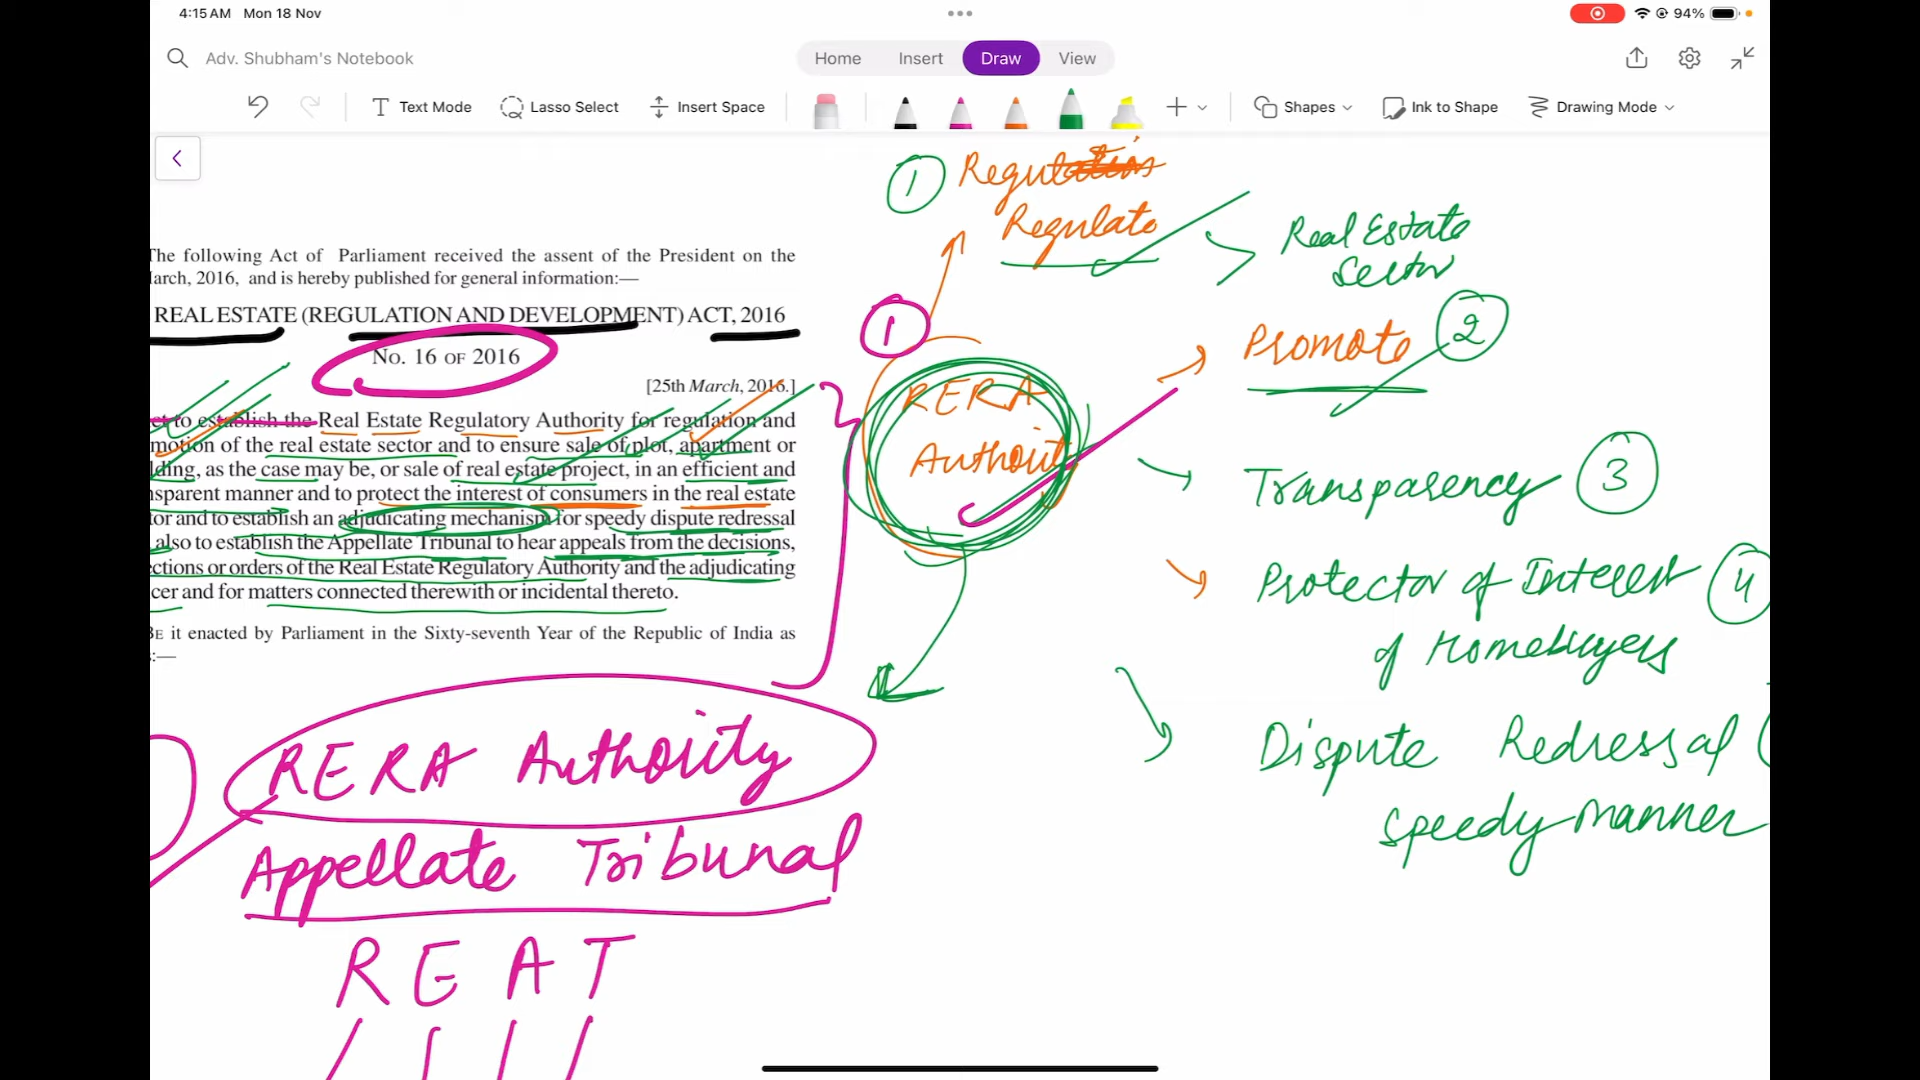 4:15 AM Mon 18 Nov
94%
Adv. Shubham's Notebook
Home Insert Draw View
Text Mode Lasso Select Insert Space Shapes Ink to Shape Drawing Mode
The following Act of Parliament received the assent of the President on the
arch, 2016, and is hereby published for general information:—
REAL ESTATE (REGULATION AND DEVELOPMENT) ACT, 2016
No. 16 OF 2016
[25th March, 2016.]
ct to establish the Real Estate Regulatory Authority for regulation and
motion of the real estate sector and to ensure sale of plot, apartment or
lding, as the case may be, or sale of real estate project, in an efficient and
nsparent manner and to protect the interest of consumers in the real estate
tor and to establish an adjudicating mechanism for speedy dispute redressal
also to establish the Appellate Tribunal to hear appeals from the decisions,
ections or orders of the Real Estate Regulatory Authority and the adjudicating
cer and for matters connected therewith or incidental thereto.
BE it enacted by Parliament in the Sixty-seventh Year of the Republic of India as
s:—
RERA Authority
Appellate Tribunal
R E A T
1
RERA
Authority
1
Regulate
Real Estate
Sector
Promote 2
Transparency 3
Protector of Interest 4
of Homebuyers
Dispute Redressal
Speedy manner